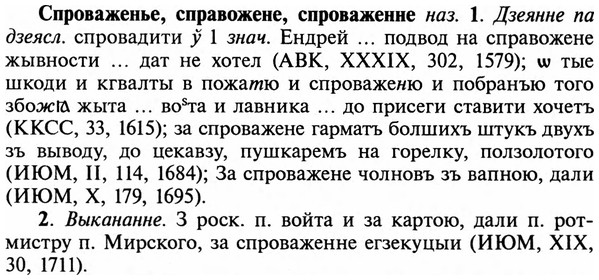 Спроваженье, справожене, спроваженне наз. 1. Дзеянне па
дзеясл. спровадити ў 1 знач. Ендрей ... подвод на справожене
жывности ... дат не хотел (АВК, XXXIX, 302, 1579); ѡ тые
шкоди и кгвалты в пожатю и спроваженю и побранъю того
збожꙗ жыта ... воˢта и лавника ... до присеги ставити хочетъ
(ККСС, 33, 1615); за спроважене гарматъ болшихъ штукъ двухъ
зъ выводу, до цекавзу, пушкаремъ на горелку, ползолотого
(ИЮМ, II, 114, 1684); За спроважене чолновъ зъ вапною, дали
(ИЮМ, X, 179, 1695).
2. Выкананне. З роск. п. войта и за картою, дали п. рот-
мистру п. Мирского, за спроваженне егзекуцыи (ИЮМ, XIX,
30, 1711).